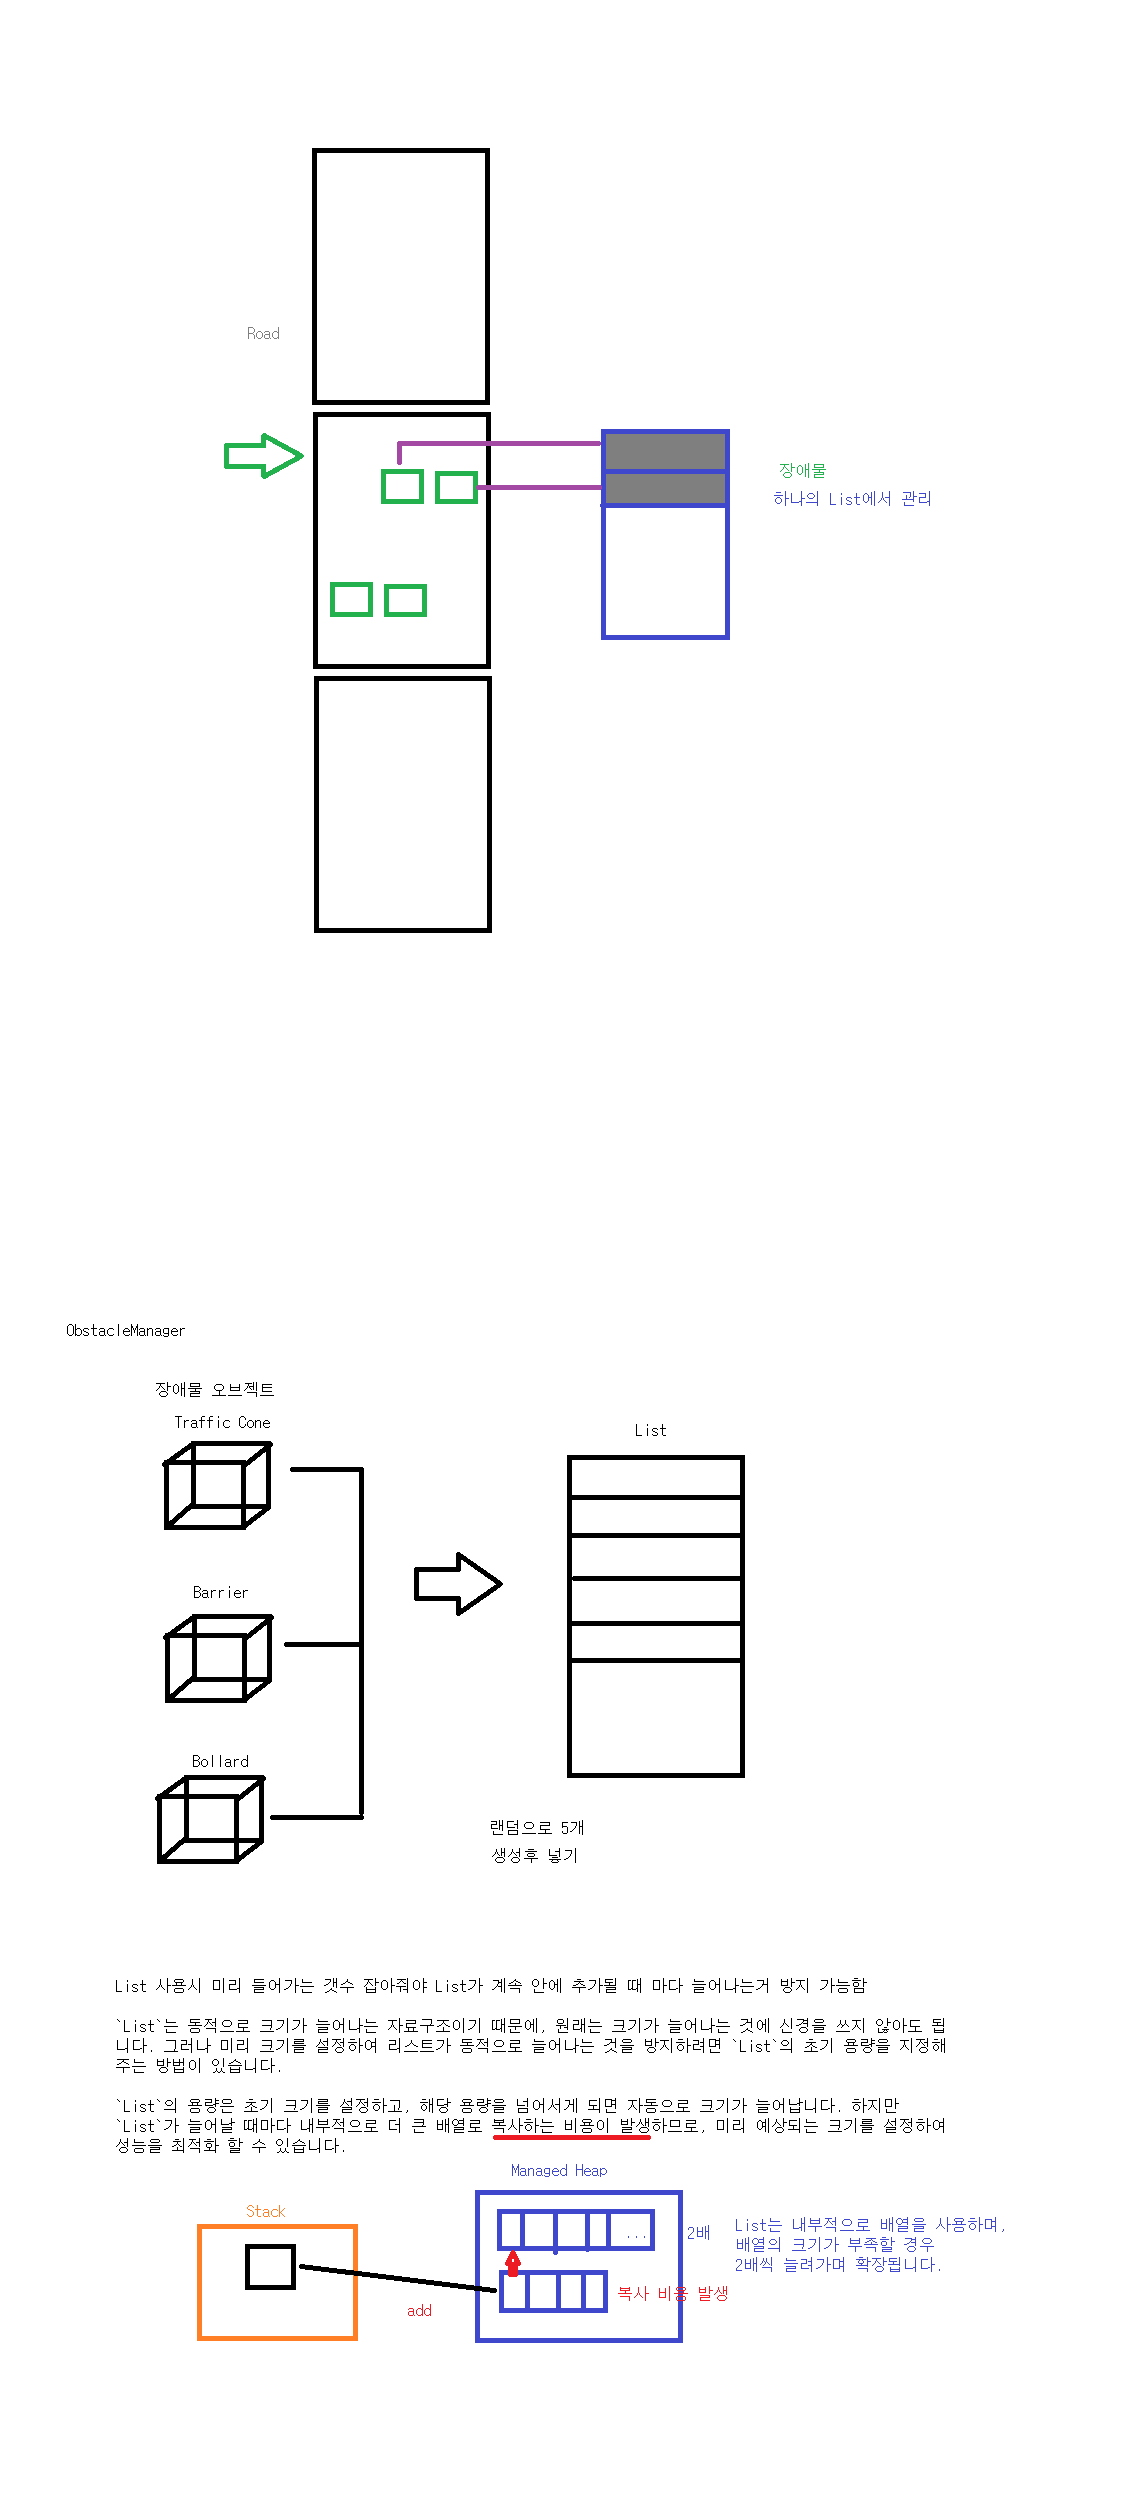 Road
장애물
하나의 List에서 관리
ObstacleManager
장애물 오브젝트
Traffic Cone
List
Barrier
Bollard
랜덤으로 5개
생성후 넣기
List 사용시 미리 들어가는 갯수 잡아줘야 List가 계속 안에 추가될 때 마다 늘어나는거 방지 가능함
`List`는 동적으로 크기가 늘어나는 자료구조이기 때문에, 원래는 크기가 늘어나는 것에 신경을 쓰지 않아도 됩
니다. 그러나 미리 크기를 설정하여 리스트가 동적으로 늘어나는 것을 방지하려면 `List`의 초기 용량을 지정해
주는 방법이 있습니다.
`List`의 용량은 초기 크기를 설정하고, 해당 용량을 넘어서게 되면 자동으로 크기가 늘어납니다. 하지만
`List`가 늘어날 때마다 내부적으로 더 큰 배열로 복사하는 비용이 발생하므로, 미리 예상되는 크기를 설정하여
성능을 최적화 할 수 있습니다.
Managed Heap
Stack
...
2배
List는 내부적으로 배열을 사용하며,
배열의 크기가 부족할 경우
2배씩 늘려가며 확장됩니다.
복사 비용 발생
add